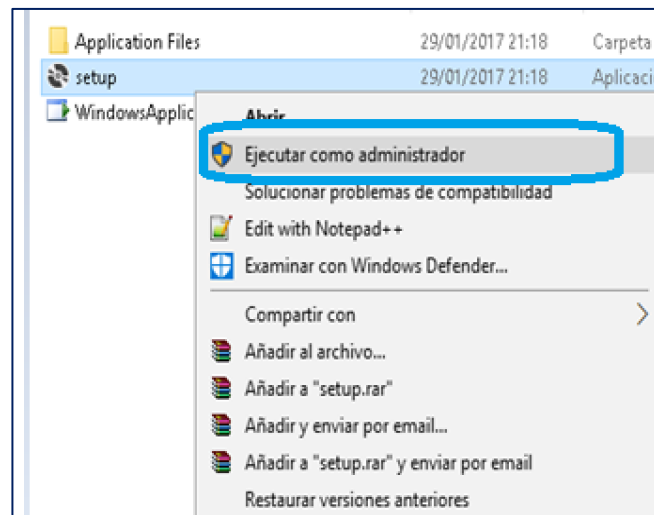 Application Files 29/01/2017 21:18 Carpeta
setup 29/01/2017 21:18 Aplicaci
WindowsApplic
Abrir
Ejecutar como administrador
Solucionar problemas de compatibilidad
Edit with Notepad++
Examinar con Windows Defender...
Compartir con
Añadir al archivo...
Añadir a "setup.rar"
Añadir y enviar por email...
Añadir a "setup.rar" y enviar por email
Restaurar versiones anteriores